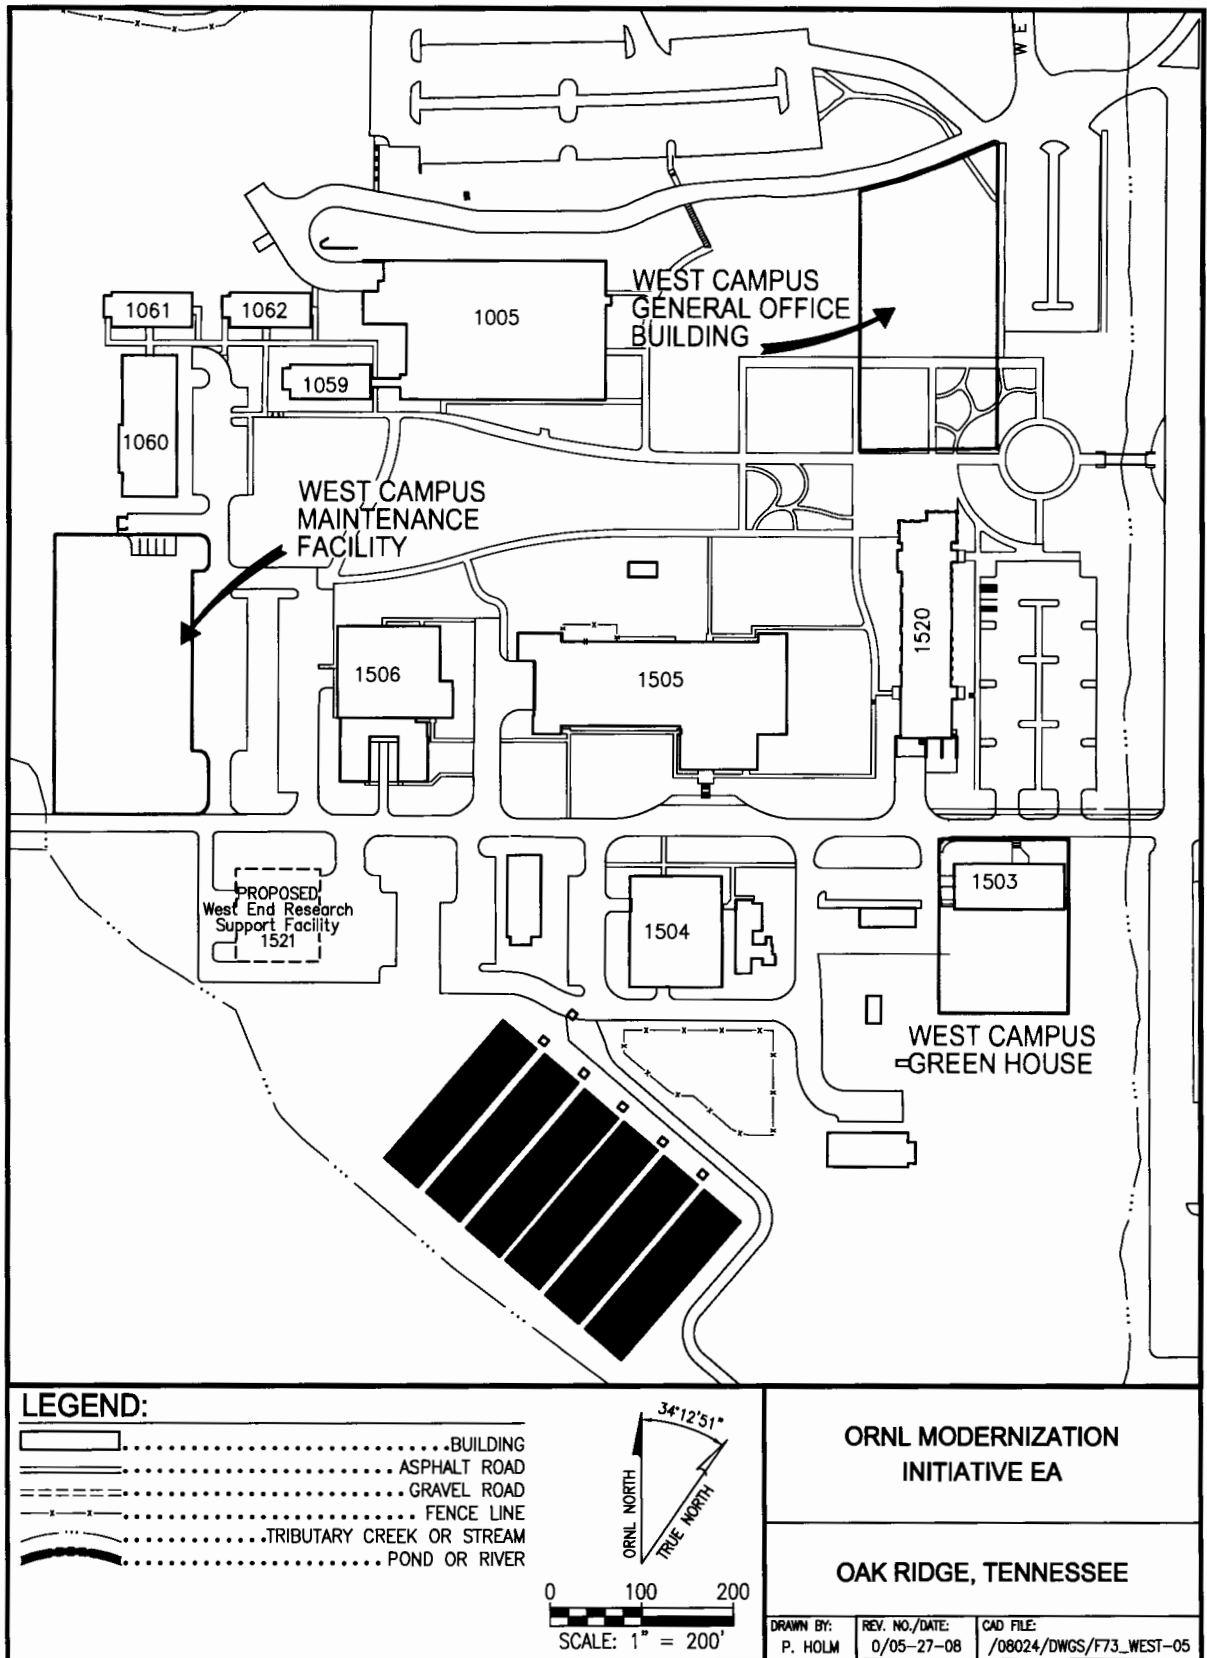 W E
WEST CAMPUS
GENERAL OFFICE
BUILDING
1061
1062
1005
1059
1060
WEST CAMPUS
MAINTENANCE
FACILITY
1520
1506
1505
PROPOSED
West End Research
Support Facility
1521
1504
1503
WEST CAMPUS
GREEN HOUSE
LEGEND:
BUILDING
ASPHALT ROAD
GRAVEL ROAD
FENCE LINE
TRIBUTARY CREEK OR STREAM
POND OR RIVER
34°12'51"
ORNL NORTH
TRUE NORTH
0 100 200
SCALE: 1" = 200'
ORNL MODERNIZATION
INITIATIVE EA
OAK RIDGE, TENNESSEE
DRAWN BY:
P. HOLM
REV. NO./DATE:
0/05-27-08
CAD FILE:
/08024/DWGS/F73_WEST-05